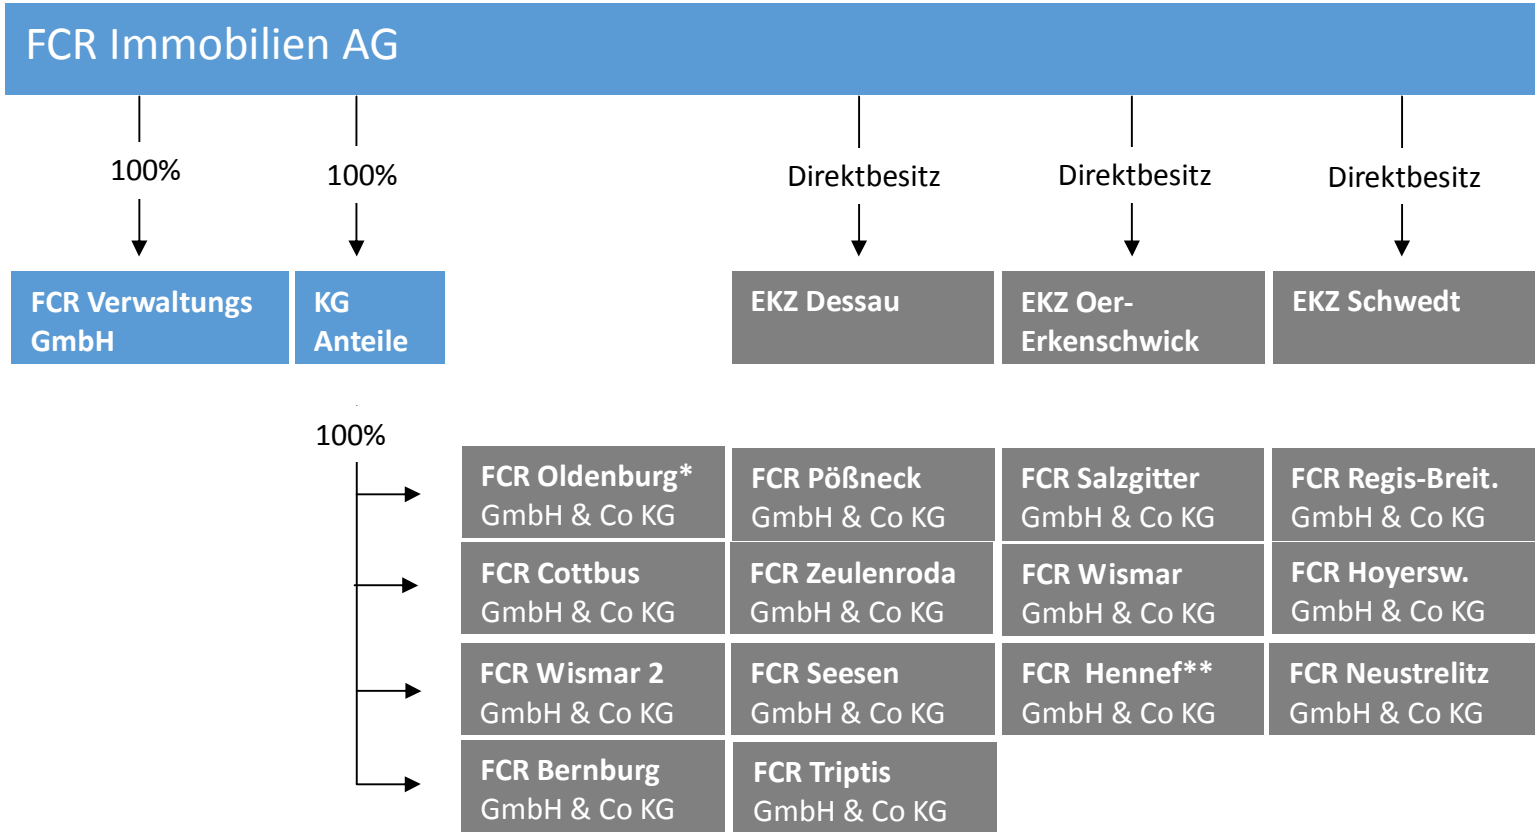 FCR Immobilien AG
100%
100%
Direktbesitz
Direktbesitz
Direktbesitz
FCR Verwaltungs
GmbH
KG
Anteile
EKZ Dessau
EKZ Oer-
Erkenschwick
EKZ Schwedt
100%
FCR Oldenburg*
GmbH & Co KG
FCR Pößneck
GmbH & Co KG
FCR Salzgitter
GmbH & Co KG
FCR Regis-Breit.
GmbH & Co KG
FCR Cottbus
GmbH & Co KG
FCR Zeulenroda
GmbH & Co KG
FCR Wismar
GmbH & Co KG
FCR Hoyersw.
GmbH & Co KG
FCR Wismar 2
GmbH & Co KG
FCR Seesen
GmbH & Co KG
FCR Hennef**
GmbH & Co KG
FCR Neustrelitz
GmbH & Co KG
FCR Bernburg
GmbH & Co KG
FCR Triptis
GmbH & Co KG